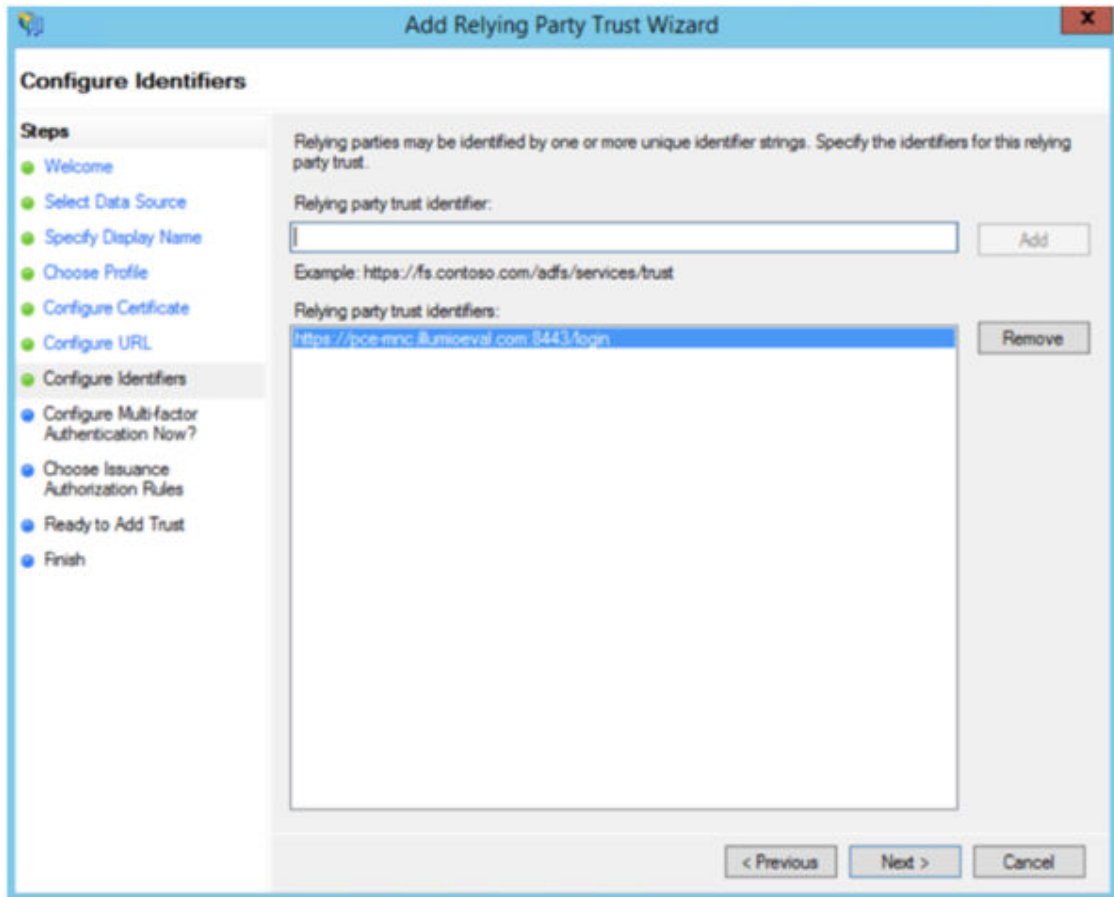 Add Relying Party Trust Wizard
x
Configure Identifiers
Steps
Welcome
Select Data Source
Specify Display Name
Choose Profile
Configure Certificate
Configure URL
Configure Identifiers
Configure Multi-factor
Authentication Now?
Choose Issuance
Authorization Rules
Ready to Add Trust
Finish
Relying parties may be identified by one or more unique identifier strings. Specify the identifiers for this relying
party trust.
Relying party trust identifier:
Add
Example: https://fs.contoso.com/adfs/services/trust
Relying party trust identifiers:
https://pce-mnc.illumioeval.com:8443/login
Remove
< Previous
Next >
Cancel